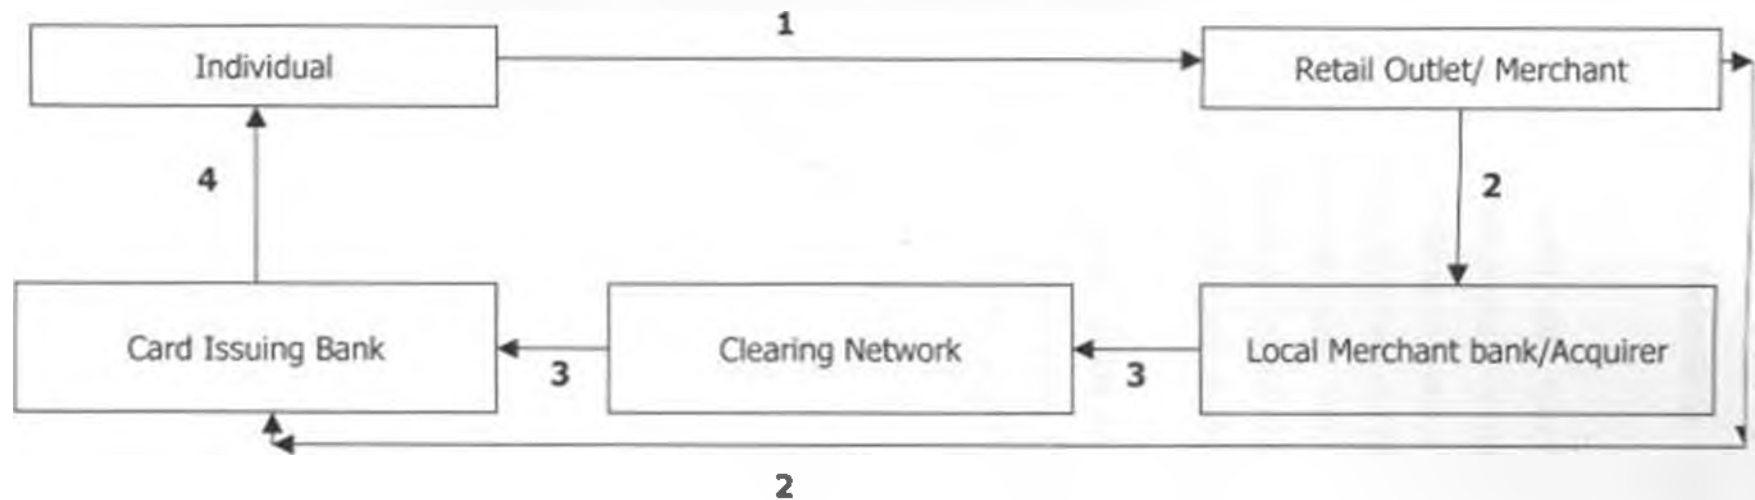 1
Individual
Retail Outlet/ Merchant
4
2
Card Issuing Bank
Clearing Network
Local Merchant bank/Acquirer
3
3
2